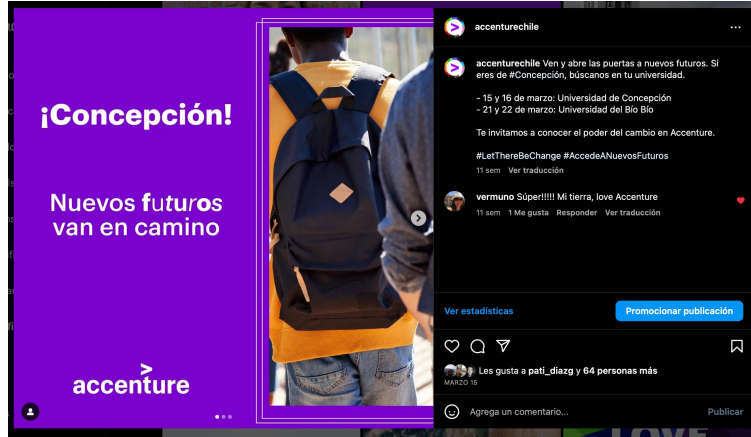 ¡Concepción!
Nuevos futuros
van en camino
>
accenture
accenturechile
accenturechile Ven y abre las puertas a nuevos futuros. Si
eres de #Concepción, búscanos en tu universidad.
- 15 y 16 de marzo: Universidad de Concepción
- 21 y 22 de marzo: Universidad del Bío Bío
Te invitamos a conocer el poder del cambio en Accenture.
#LetThereBeChange #AccedeANuevosFuturos
11 sem Ver traducción
vermuno Súper!!!!! Mi tierra, love Accenture
11 sem 1 Me gusta Responder Ver traducción
Ver estadísticas
Promocionar publicación
Les gusta a pati_diazg y 64 personas más
MARZO 15
Agrega un comentario...
Publicar
LOVE